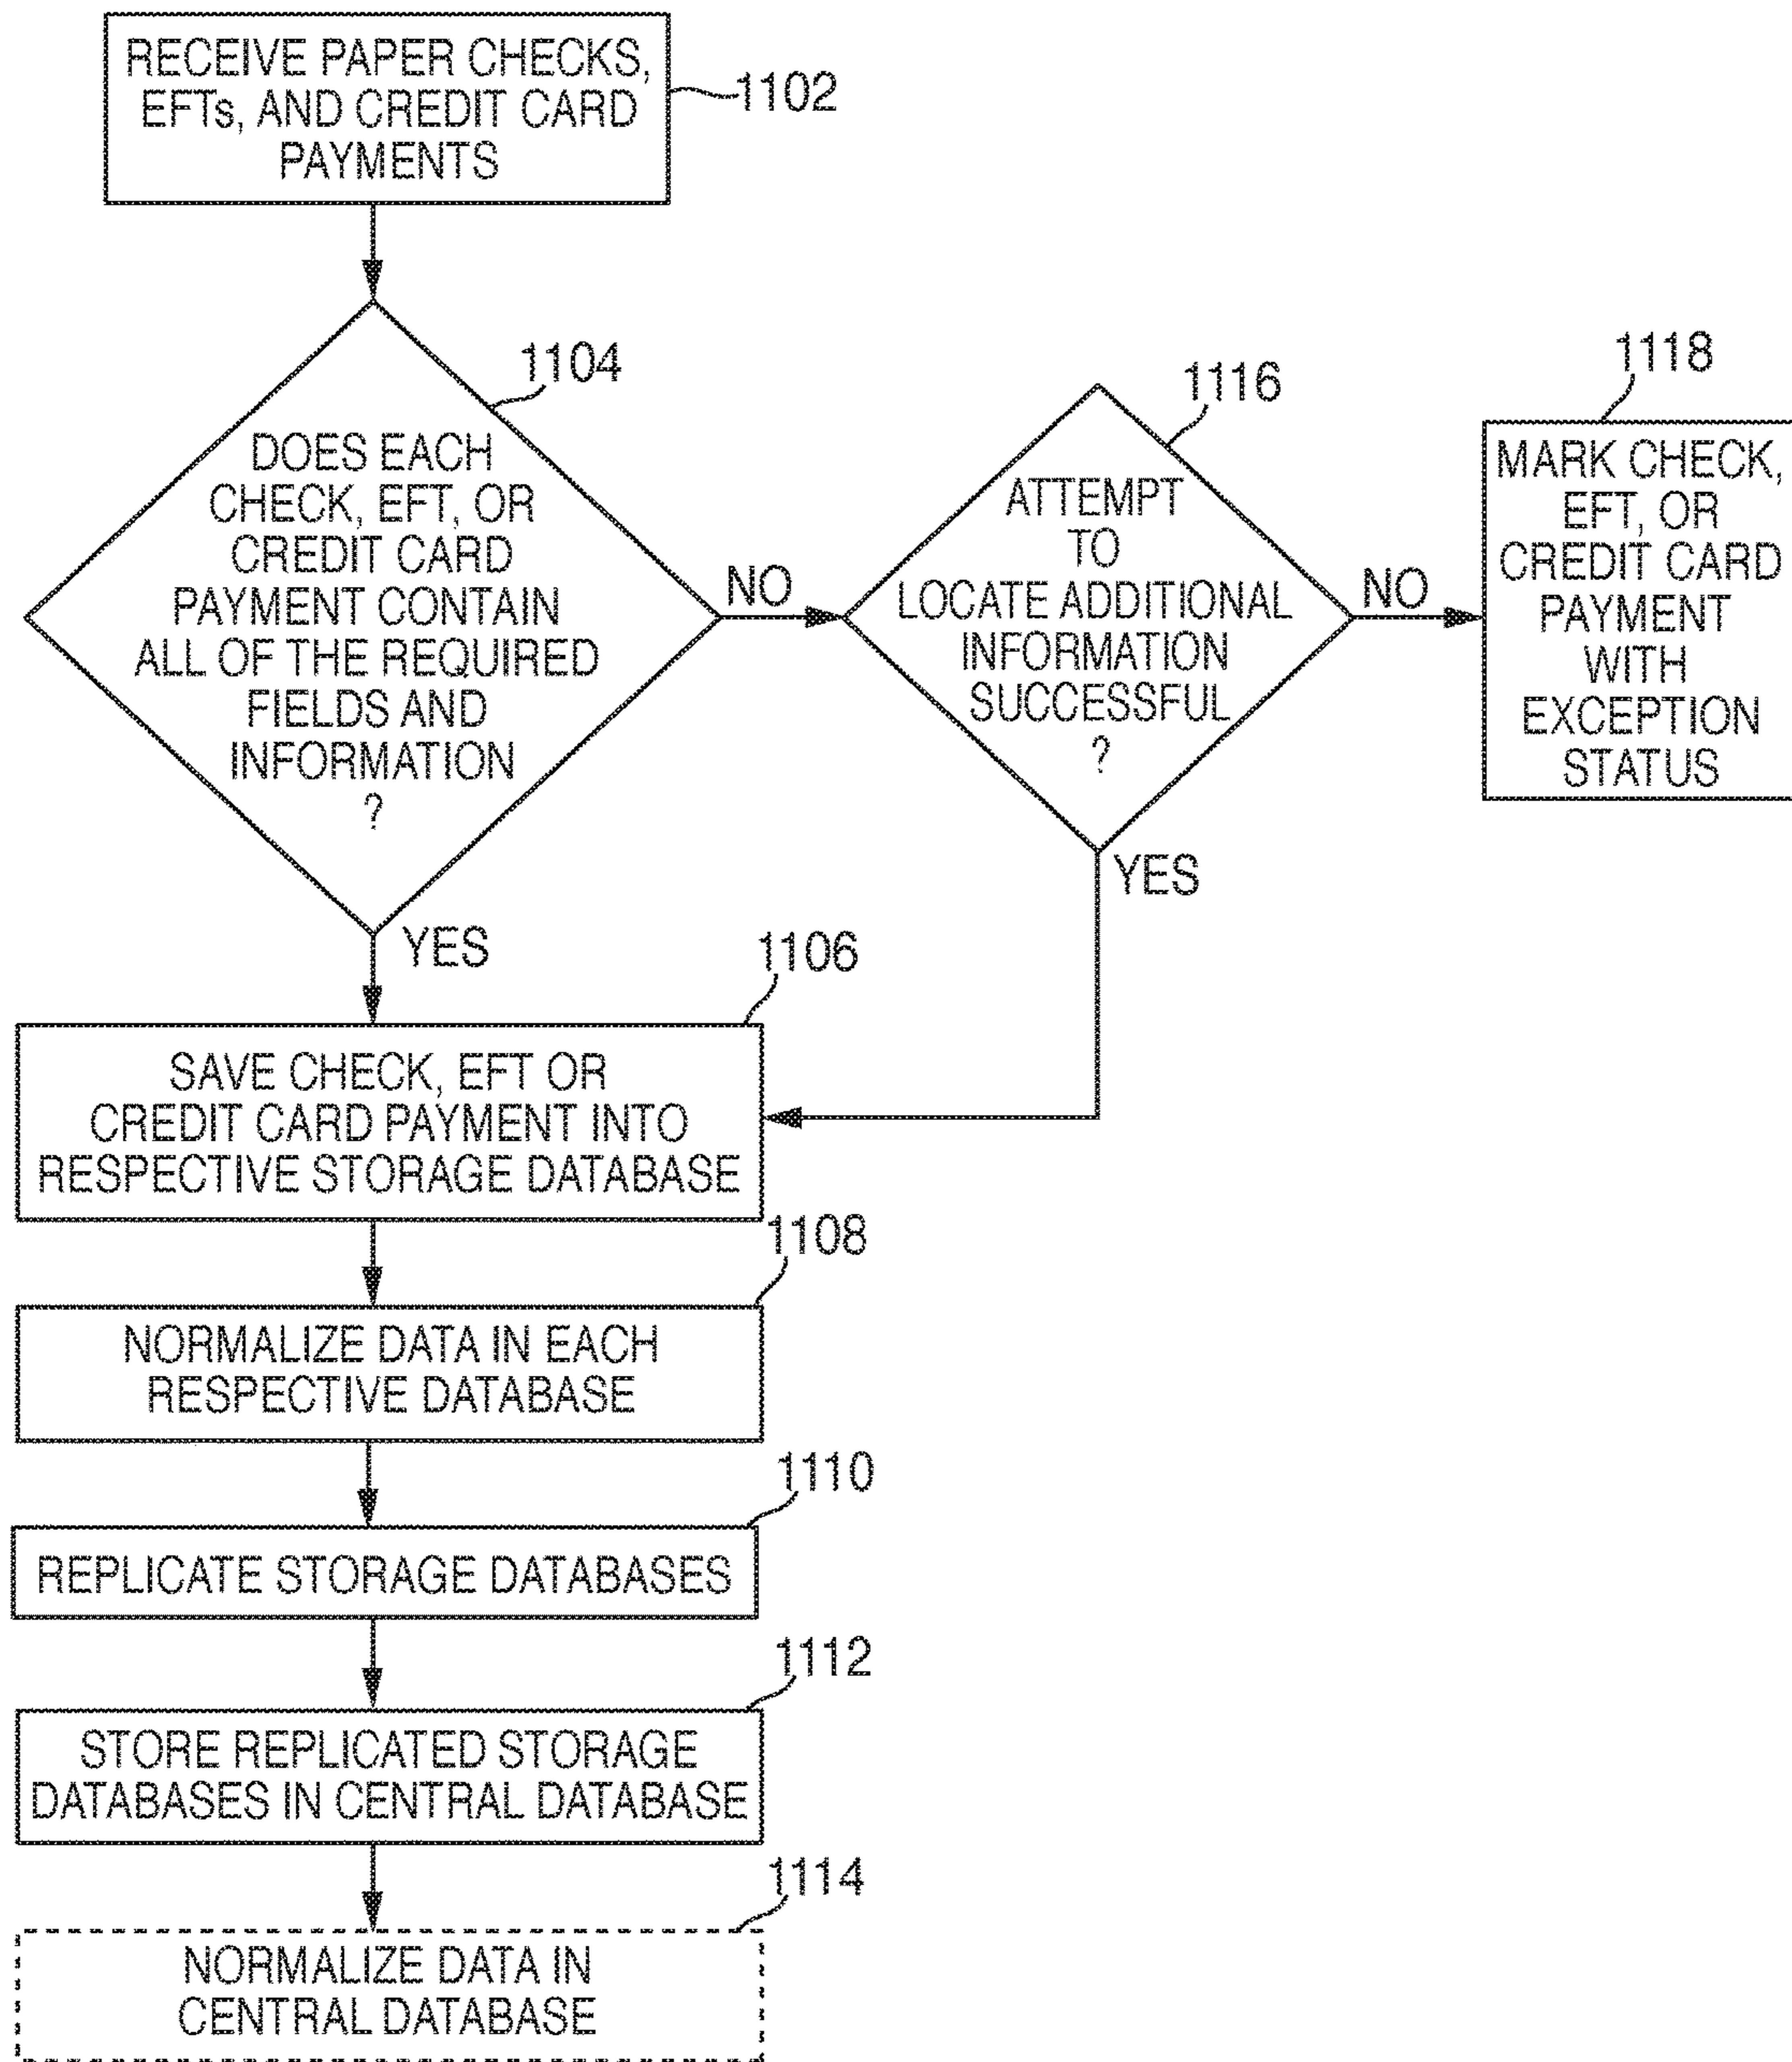 RECEIVE PAPER CHECKS,
EFTs, AND CREDIT CARD
PAYMENTS
1102
1104
DOES EACH
CHECK, EFT, OR
CREDIT CARD
PAYMENT CONTAIN
ALL OF THE REQUIRED
FIELDS AND
INFORMATION
?
NO
YES
1116
ATTEMPT
TO
LOCATE ADDITIONAL
INFORMATION
SUCCESSFUL
?
NO
YES
1118
MARK CHECK,
EFT, OR
CREDIT CARD
PAYMENT
WITH
EXCEPTION
STATUS
1106
SAVE CHECK, EFT OR
CREDIT CARD PAYMENT INTO
RESPECTIVE STORAGE DATABASE
1108
NORMALIZE DATA IN EACH
RESPECTIVE DATABASE
1110
REPLICATE STORAGE DATABASES
1112
STORE REPLICATED STORAGE
DATABASES IN CENTRAL DATABASE
1114
NORMALIZE DATA IN
CENTRAL DATABASE